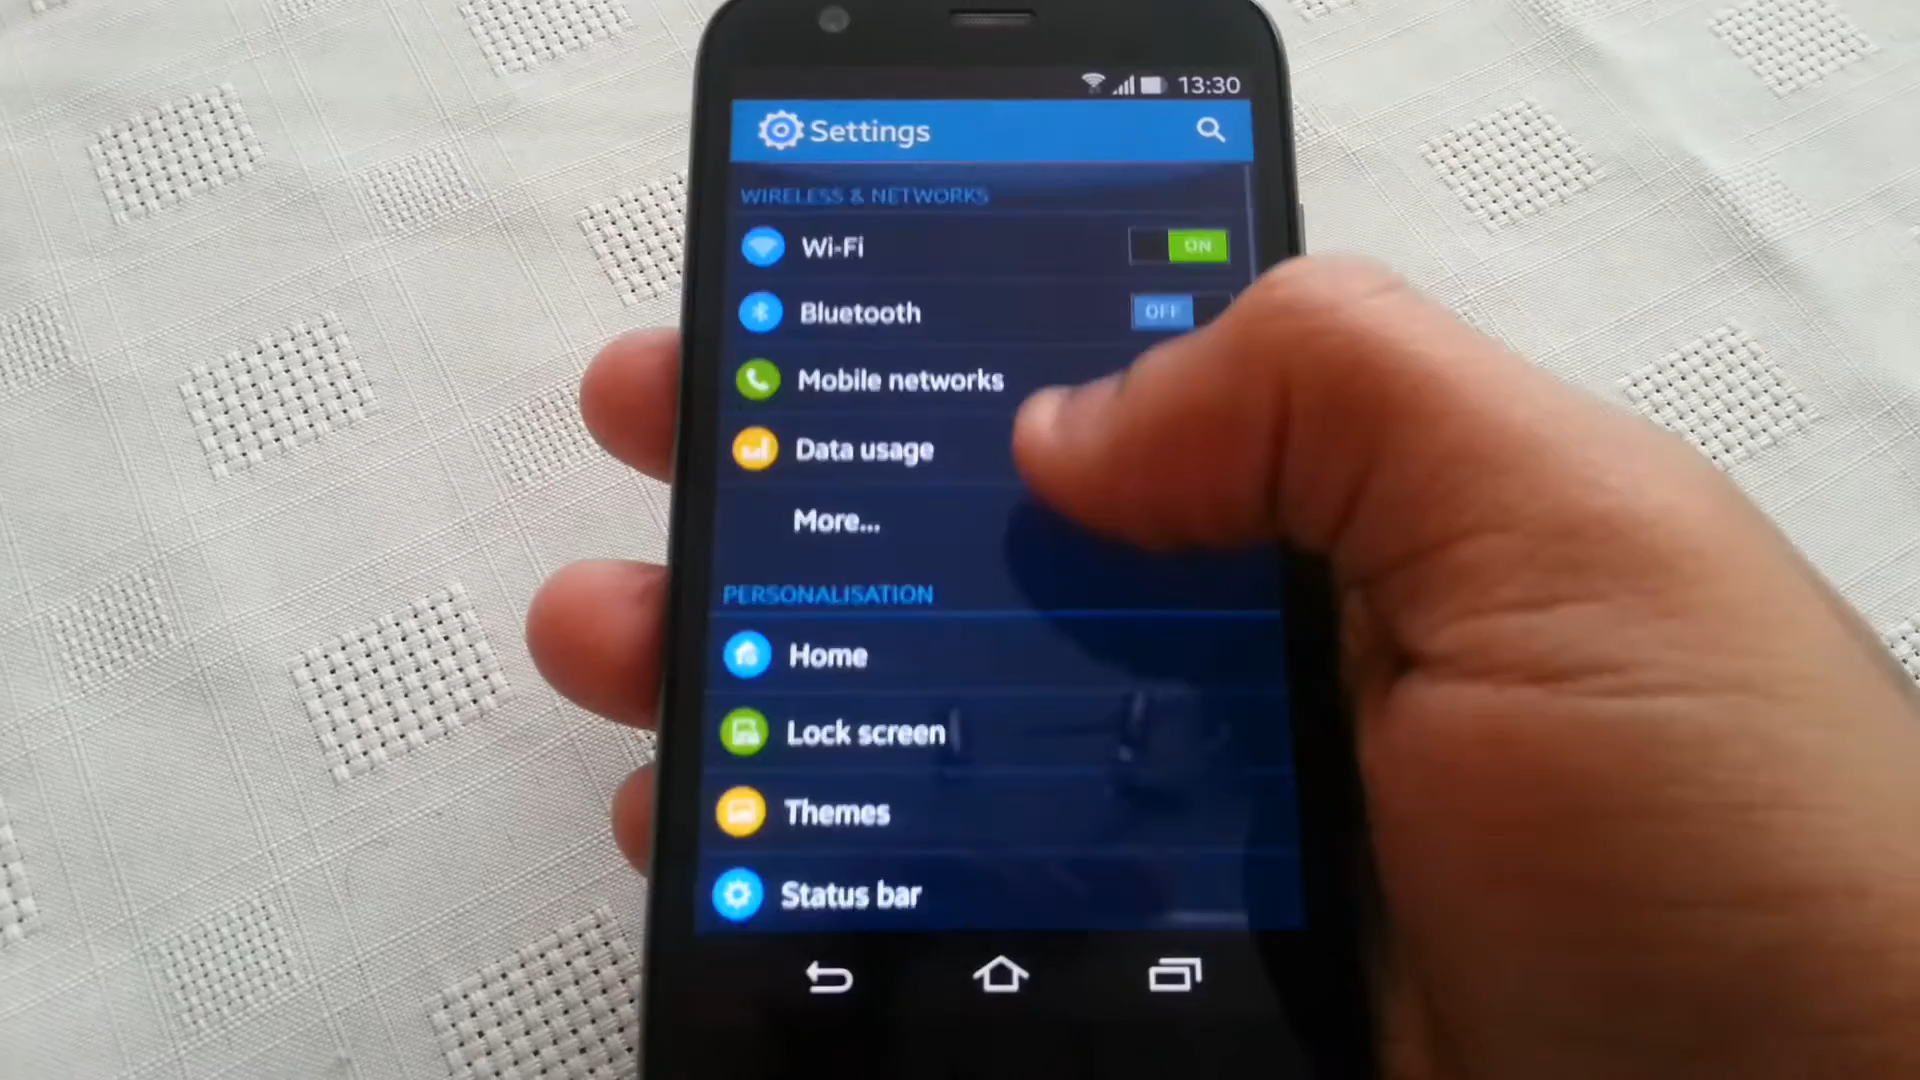 13:30
Settings
WIRELESS & NETWORKS
Wi-Fi
ON
Bluetooth
OFF
Mobile networks
Data usage
More...
PERSONALISATION
Home
Lock screen
Themes
Status bar